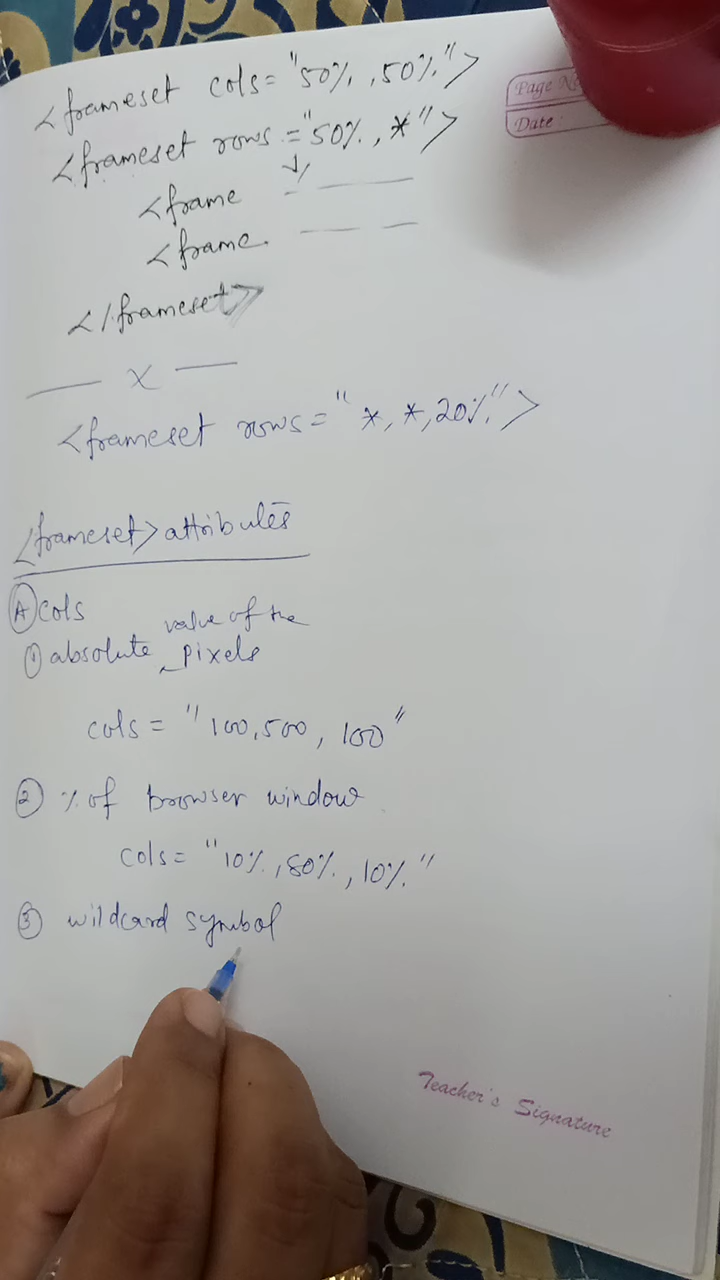 <frameset cols="50%,50%">
Page No
Date
<frameset rows="50%,*">
<frame
<frame
</frameset>
x
<frameset rows="*,*,20%">
<frameset> attributes
A cols
① absolute value of the pixels
cols="100,500,100"
② % of browser window
cols="10%,80%,10%"
③ wildcard symbol
Teacher's Signature